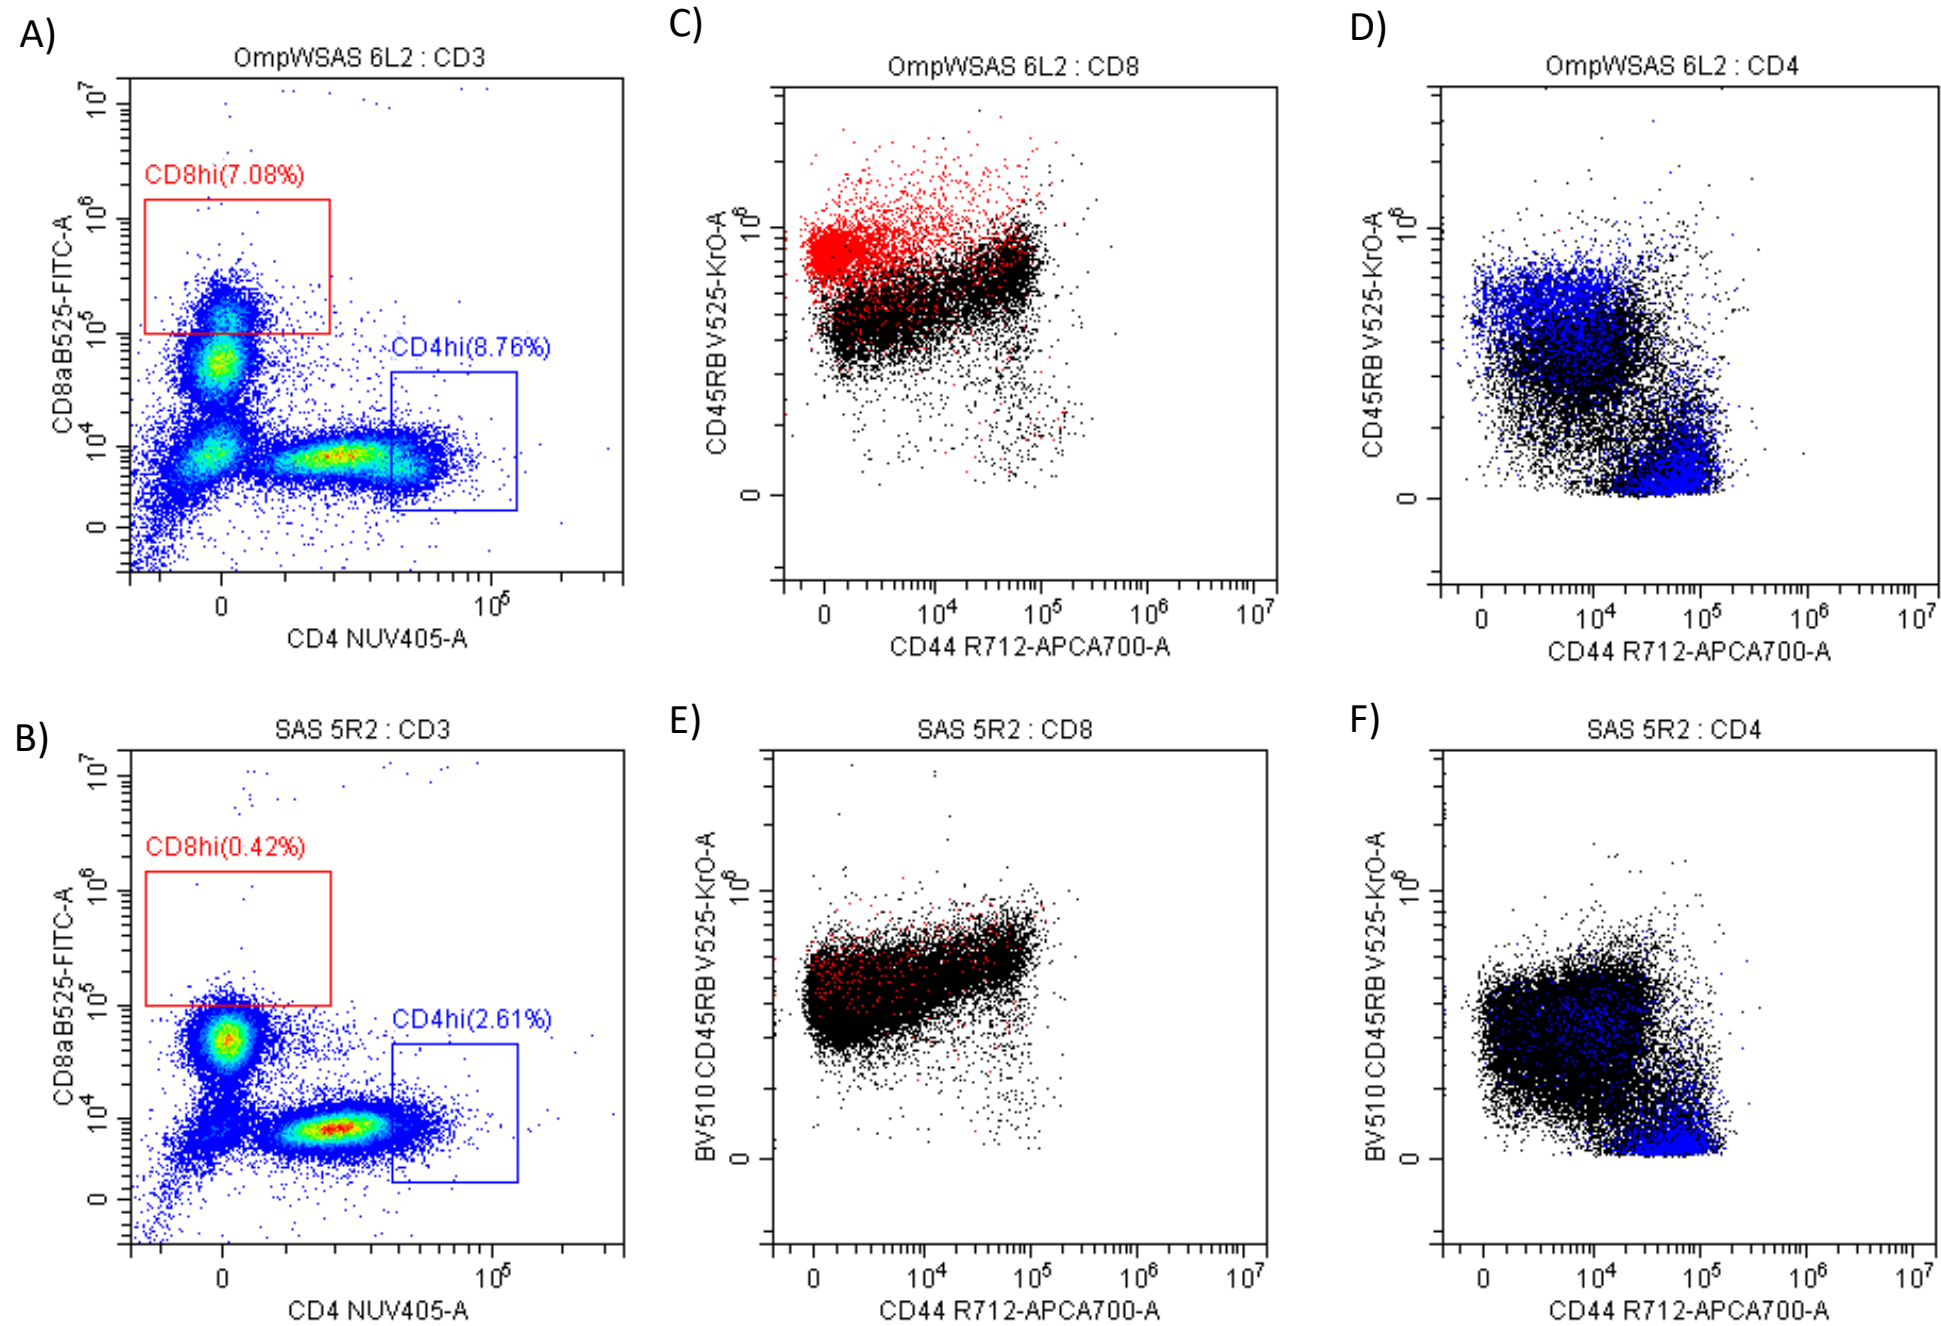 A)
OmpWSAS 6L2 : CD3
CD8hi(7.08%)
CD4hi(8.76%)
CD8aB525-FITC-A
10^7
10^6
10^5
10^4
0
0
10^5
CD4 NUV405-A
C)
OmpWSAS 6L2 : CD8
CD45RB V525-KrO-A
10^6
0
0
10^4
10^5
10^6
10^7
CD44 R712-APCA700-A
D)
OmpWSAS 6L2 : CD4
CD45RB V525-KrO-A
10^6
0
0
10^4
10^5
10^6
10^7
CD44 R712-APCA700-A
B)
SAS 5R2 : CD3
CD8hi(0.42%)
CD4hi(2.61%)
CD8aB525-FITC-A
10^7
10^6
10^5
10^4
0
0
10^5
CD4 NUV405-A
E)
SAS 5R2 : CD8
BV510 CD45RB V525-KrO-A
10^6
0
0
10^4
10^5
10^6
10^7
CD44 R712-APCA700-A
F)
SAS 5R2 : CD4
BV510 CD45RB V525-KrO-A
10^6
0
0
10^4
10^5
10^6
10^7
CD44 R712-APCA700-A